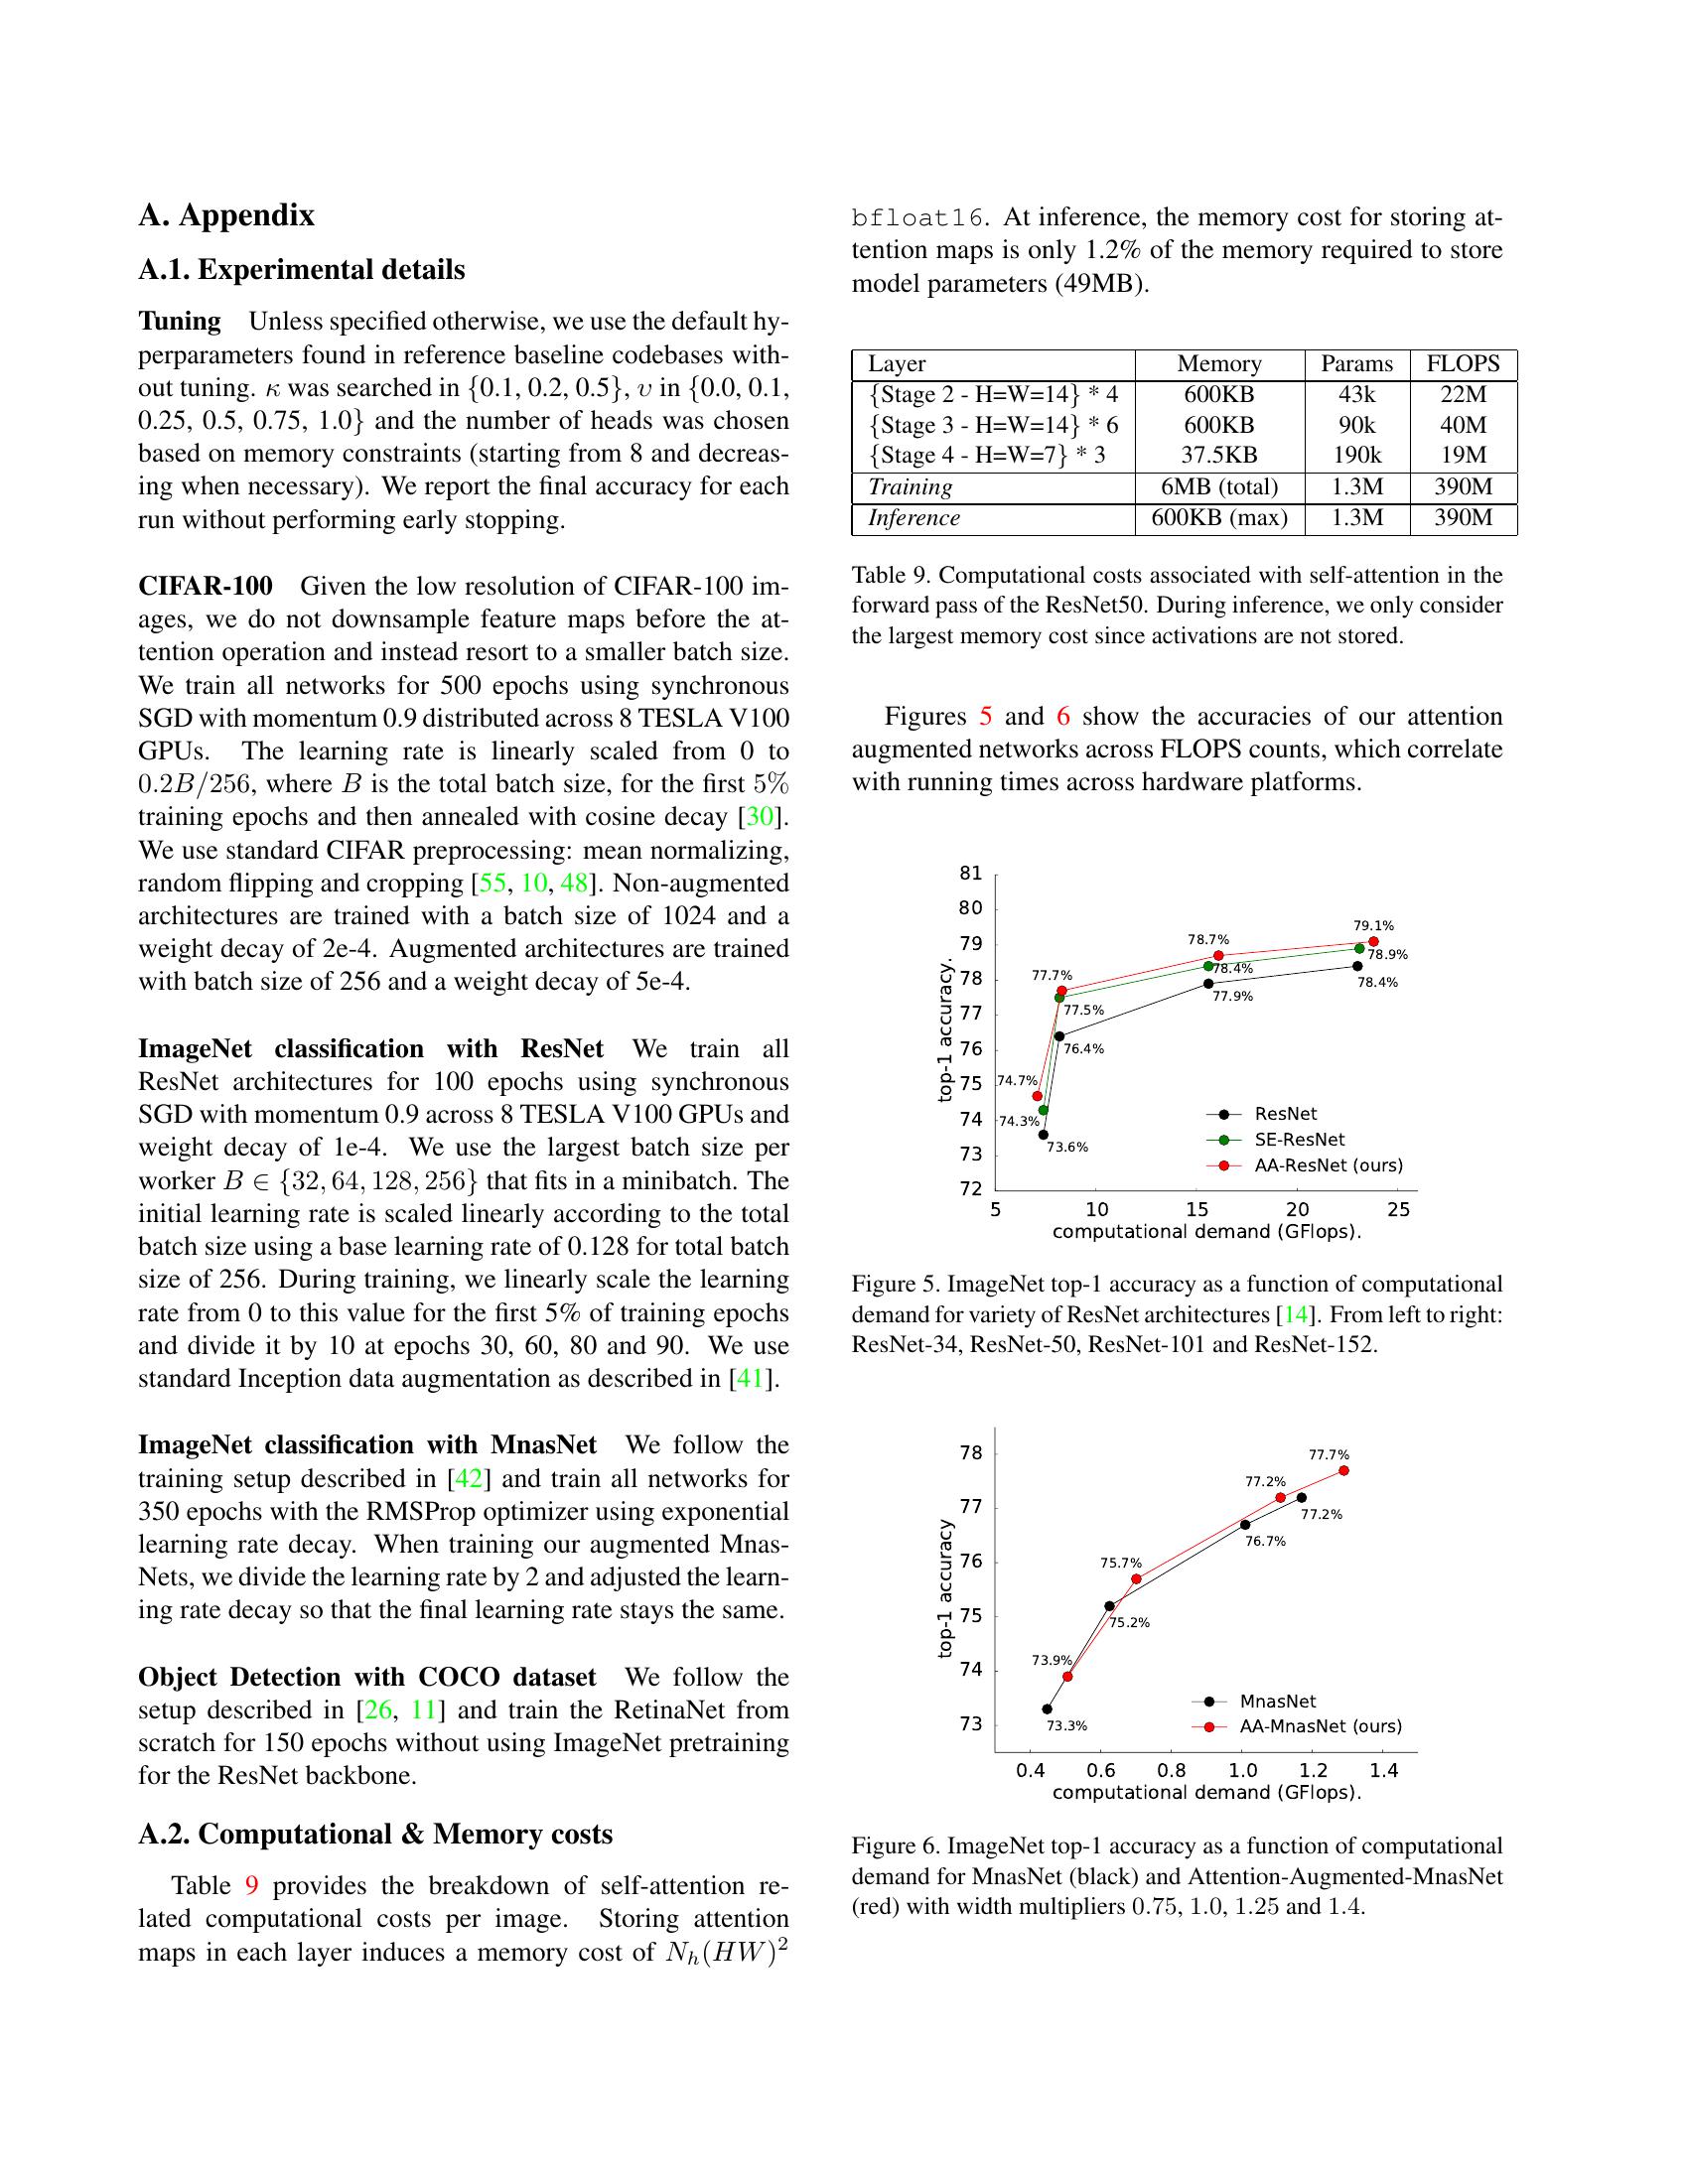 A. Appendix
A.1. Experimental details
Tuning Unless specified otherwise, we use the default hy-
perparameters found in reference baseline codebases with-
out tuning. κ was searched in {0.1, 0.2, 0.5}, υ in {0.0, 0.1,
0.25, 0.5, 0.75, 1.0} and the number of heads was chosen
based on memory constraints (starting from 8 and decreas-
ing when necessary). We report the final accuracy for each
run without performing early stopping.
CIFAR-100 Given the low resolution of CIFAR-100 im-
ages, we do not downsample feature maps before the at-
tention operation and instead resort to a smaller batch size.
We train all networks for 500 epochs using synchronous
SGD with momentum 0.9 distributed across 8 TESLA V100
GPUs. The learning rate is linearly scaled from 0 to
0.2B/256, where B is the total batch size, for the first 5%
training epochs and then annealed with cosine decay [30].
We use standard CIFAR preprocessing: mean normalizing,
random flipping and cropping [55, 10, 48]. Non-augmented
architectures are trained with a batch size of 1024 and a
weight decay of 2e-4. Augmented architectures are trained
with batch size of 256 and a weight decay of 5e-4.
ImageNet classification with ResNet We train all
ResNet architectures for 100 epochs using synchronous
SGD with momentum 0.9 across 8 TESLA V100 GPUs and
weight decay of 1e-4. We use the largest batch size per
worker B ∈ {32, 64, 128, 256} that fits in a minibatch. The
initial learning rate is scaled linearly according to the total
batch size using a base learning rate of 0.128 for total batch
size of 256. During training, we linearly scale the learning
rate from 0 to this value for the first 5% of training epochs
and divide it by 10 at epochs 30, 60, 80 and 90. We use
standard Inception data augmentation as described in [41].
ImageNet classification with MnasNet We follow the
training setup described in [42] and train all networks for
350 epochs with the RMSProp optimizer using exponential
learning rate decay. When training our augmented Mnas-
Nets, we divide the learning rate by 2 and adjusted the learn-
ing rate decay so that the final learning rate stays the same.
Object Detection with COCO dataset We follow the
setup described in [26, 11] and train the RetinaNet from
scratch for 150 epochs without using ImageNet pretraining
for the ResNet backbone.
A.2. Computational & Memory costs
Table 9 provides the breakdown of self-attention re-
lated computational costs per image. Storing attention
maps in each layer induces a memory cost of N_h(HW)²
bfloat16. At inference, the memory cost for storing at-
tention maps is only 1.2% of the memory required to store
model parameters (49MB).
Layer Memory Params FLOPS
{Stage 2 - H=W=14} * 4 600KB 43k 22M
{Stage 3 - H=W=14} * 6 600KB 90k 40M
{Stage 4 - H=W=7} * 3 37.5KB 190k 19M
Training 6MB (total) 1.3M 390M
Inference 600KB (max) 1.3M 390M
Table 9. Computational costs associated with self-attention in the
forward pass of the ResNet50. During inference, we only consider
the largest memory cost since activations are not stored.
Figures 5 and 6 show the accuracies of our attention
augmented networks across FLOPS counts, which correlate
with running times across hardware platforms.
81
80
79
78
77
76
75
74
73
72
top-1 accuracy.
79.1%
78.7%
78.9%
78.4%
77.7%
78.4%
77.9%
77.5%
76.4%
74.7%
74.3%
73.6%
ResNet
SE-ResNet
AA-ResNet (ours)
5 10 15 20 25
computational demand (GFlops).
Figure 5. ImageNet top-1 accuracy as a function of computational
demand for variety of ResNet architectures [14]. From left to right:
ResNet-34, ResNet-50, ResNet-101 and ResNet-152.
78
77
76
75
74
73
top-1 accuracy
77.7%
77.2%
77.2%
76.7%
75.7%
75.2%
73.9%
73.3%
MnasNet
AA-MnasNet (ours)
0.4 0.6 0.8 1.0 1.2 1.4
computational demand (GFlops).
Figure 6. ImageNet top-1 accuracy as a function of computational
demand for MnasNet (black) and Attention-Augmented-MnasNet
(red) with width multipliers 0.75, 1.0, 1.25 and 1.4.